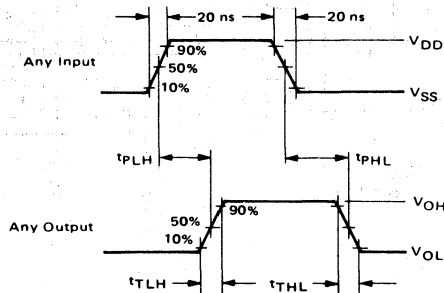 20 ns
20 ns
V_DD
90%
Any Input
50%
10%
V_SS
t_PLH
t_PHL
V_OH
90%
50%
Any Output
10%
V_OL
t_TLH
t_THL